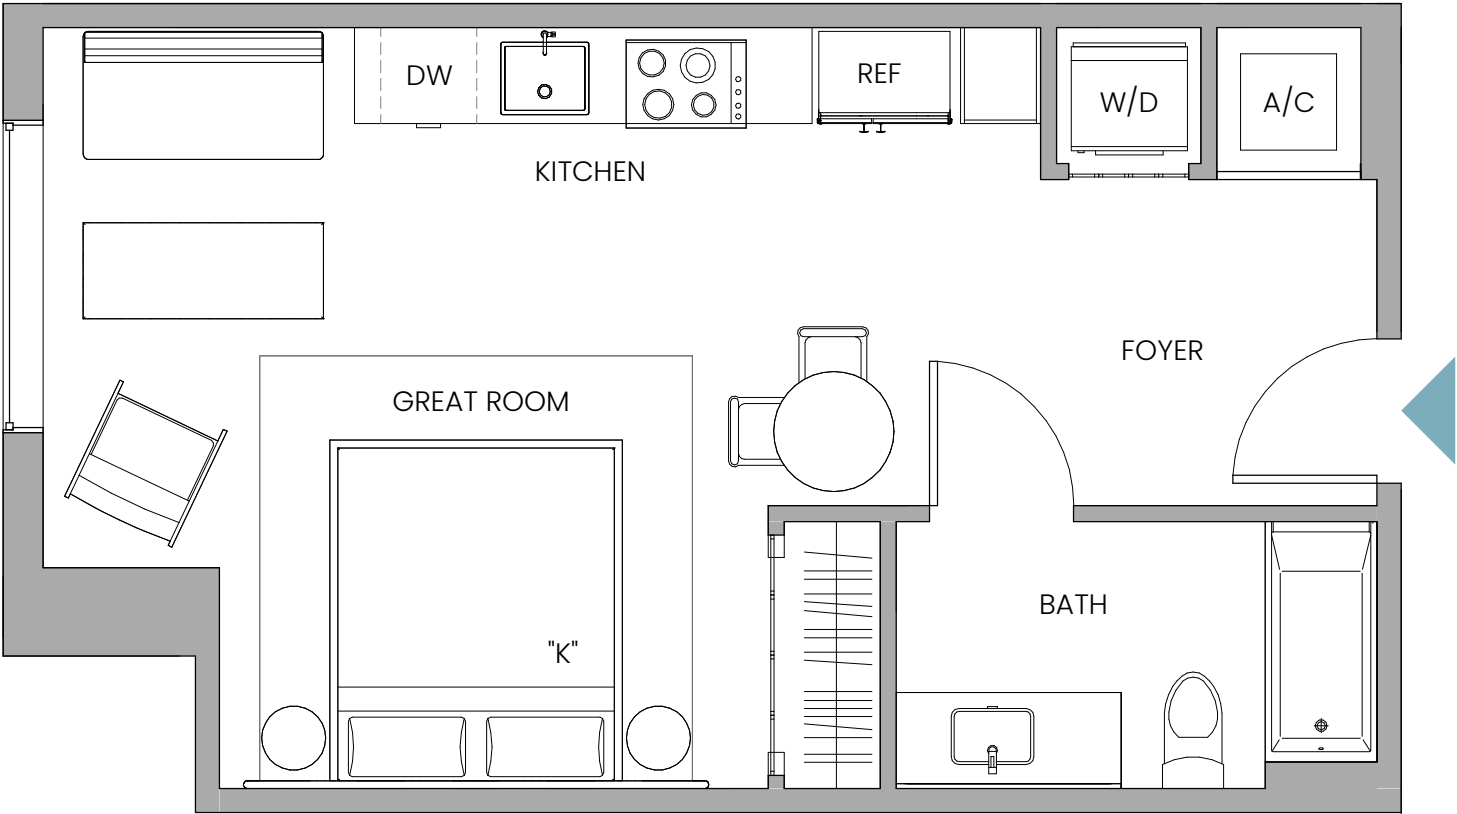 DW
REF
W/D
A/C
KITCHEN
FOYER
GREAT ROOM
BATH
"K"